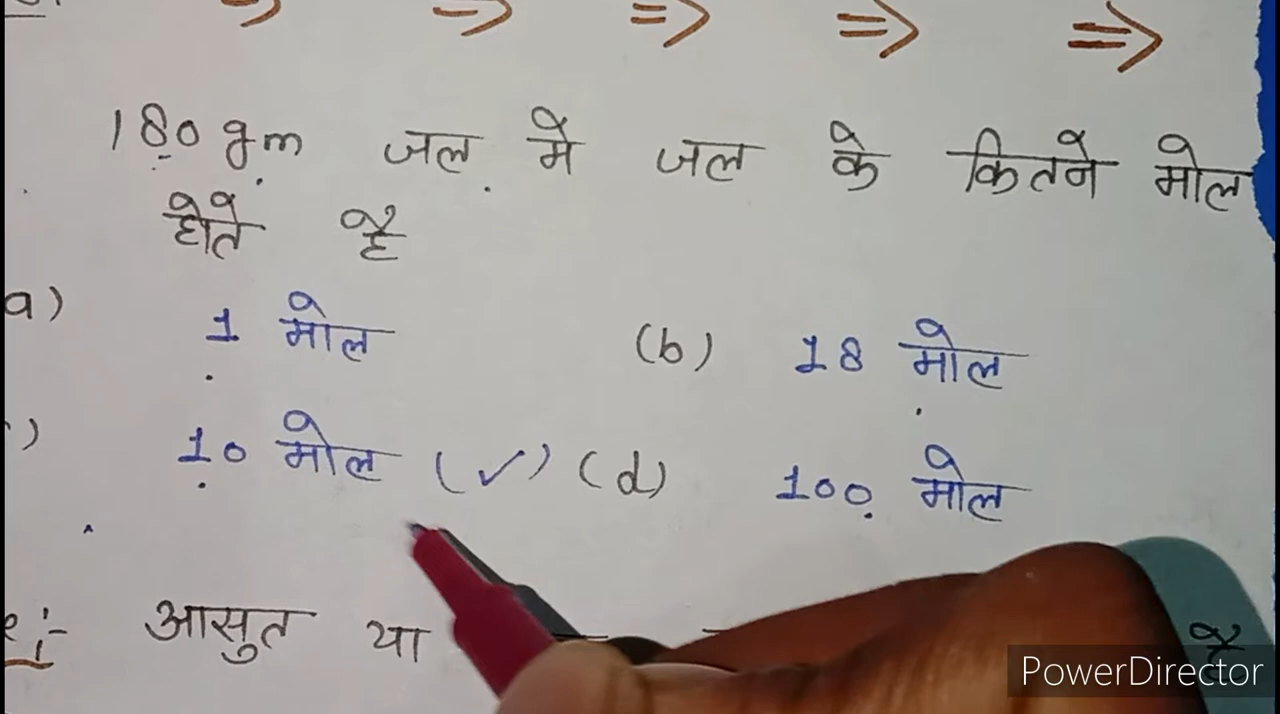 ⇒ ⇒ ⇒ ⇒ ⇒
180 gm जल मे जल के कितने मोल
होते है
a) 1 मोल (b) 18 मोल
) 10 मोल (✓) (d) 100 मोल
:- आसुत या है
PowerDirector